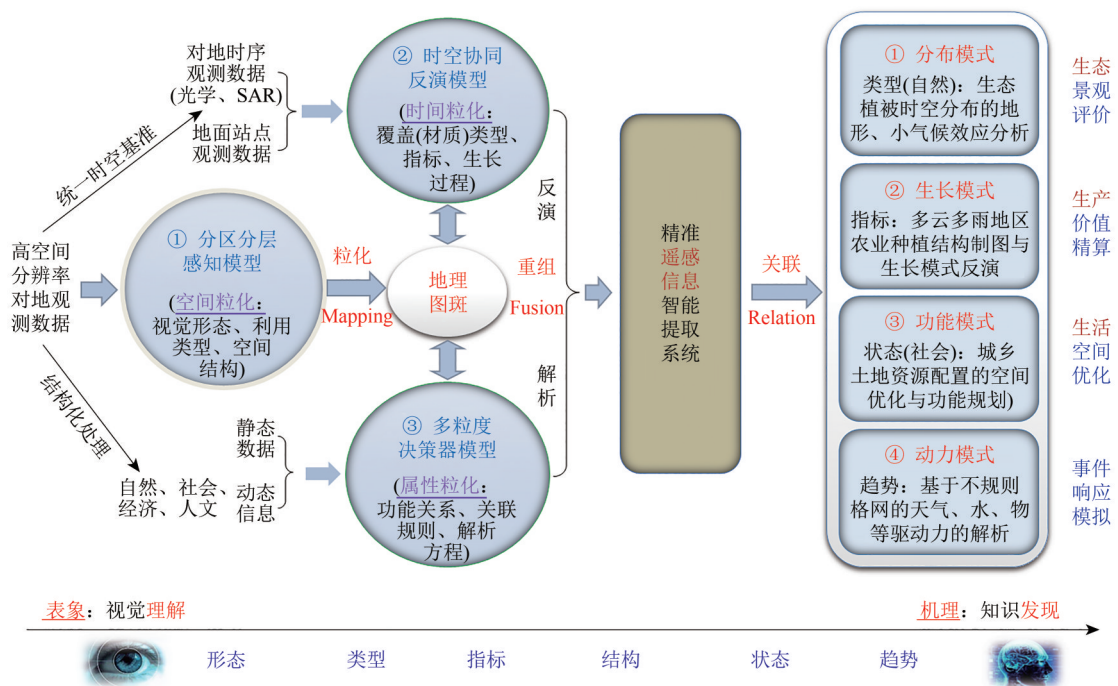 对地时序
观测数据
(光学、SAR)
地面站点
观测数据
统一时空基准
高空间
分辨率
对地观
测数据
结构化处理
自然、社会、
经济、人文
静态
数据
动态
信息
① 分区分层
感知模型
(空间粒化：
视觉形态、利用
类型、空间
结构)
② 时空协同
反演模型
(时间粒化：
覆盖(材质)类型、
指标、生长
过程)
粒化
Mapping
地理
图斑
③ 多粒度
决策器模型
(属性粒化：
功能关系、关联
规则、解析
方程)
反演
重组
Fusion
解析
精准
遥感
信息
智能
提取
系统
关联
Relation
① 分布模式
类型(自然)：生态
植被时空分布的地
形、小气候效应分析
② 生长模式
指标：多云多雨地区
农业种植结构制图与
生长模式反演
③ 功能模式
状态(社会)：城乡
土地资源配置的空间
优化与功能规划)
④ 动力模式
趋势：基于不规则
格网的天气、水、物
等驱动力的解析
生态
景观
评价
生产
价值
精算
生活
空间
优化
事件
响应
模拟
表象：视觉理解
机理：知识发现
形态
类型
指标
结构
状态
趋势